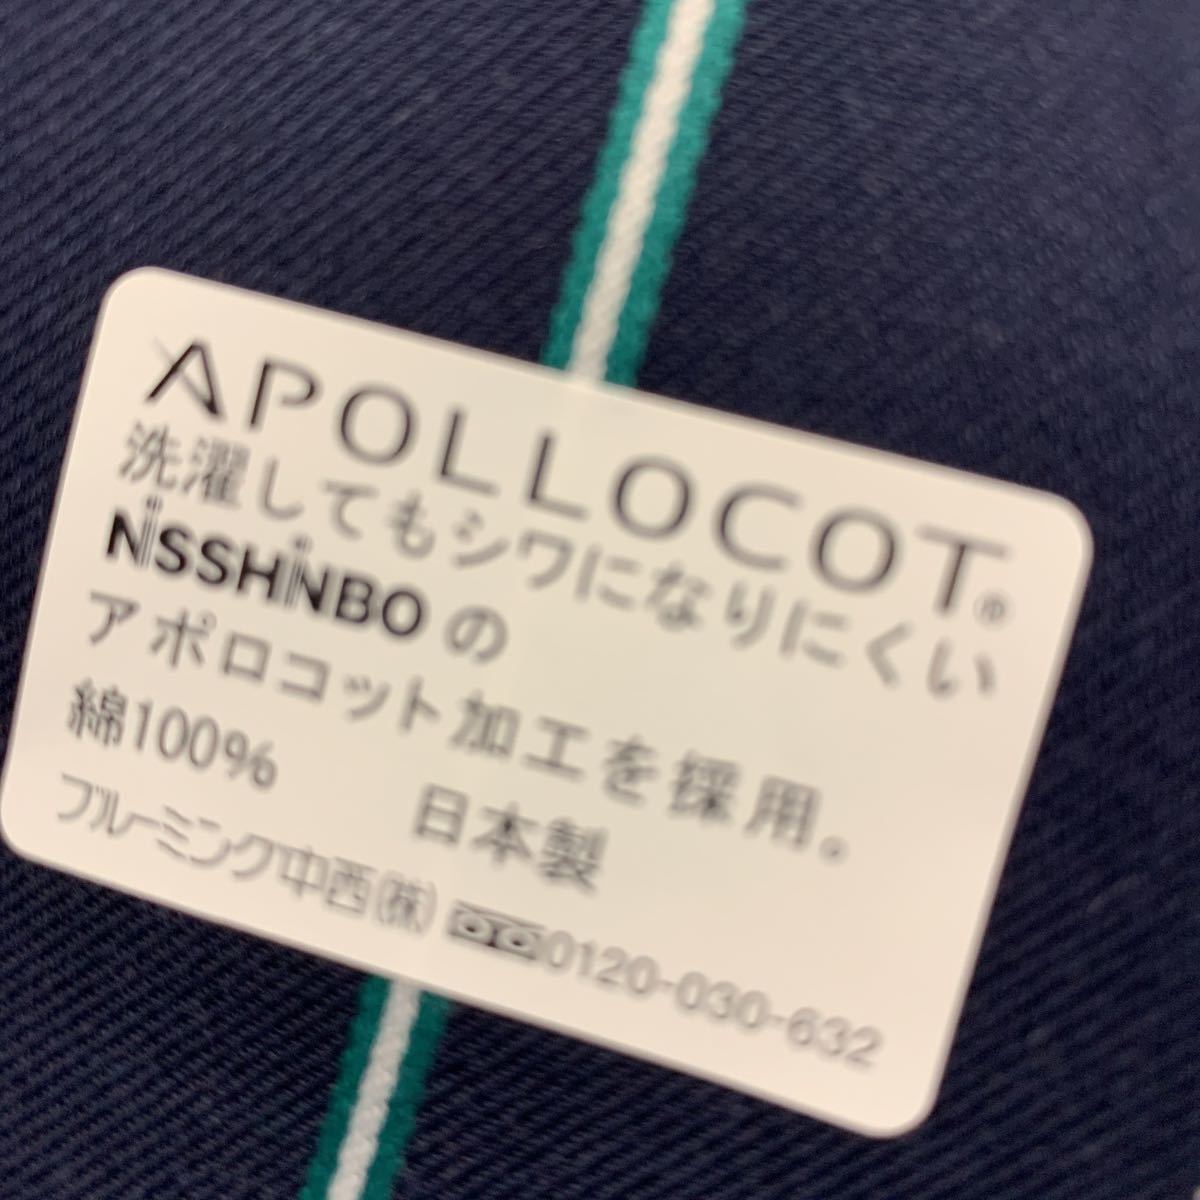 APOLLOCOT®
洗濯してもシワになりにくい
NISSHINBOの
アポロコット加工を採用。
綿100% 日本製
ブルーミング中西(株) 0120-030-632